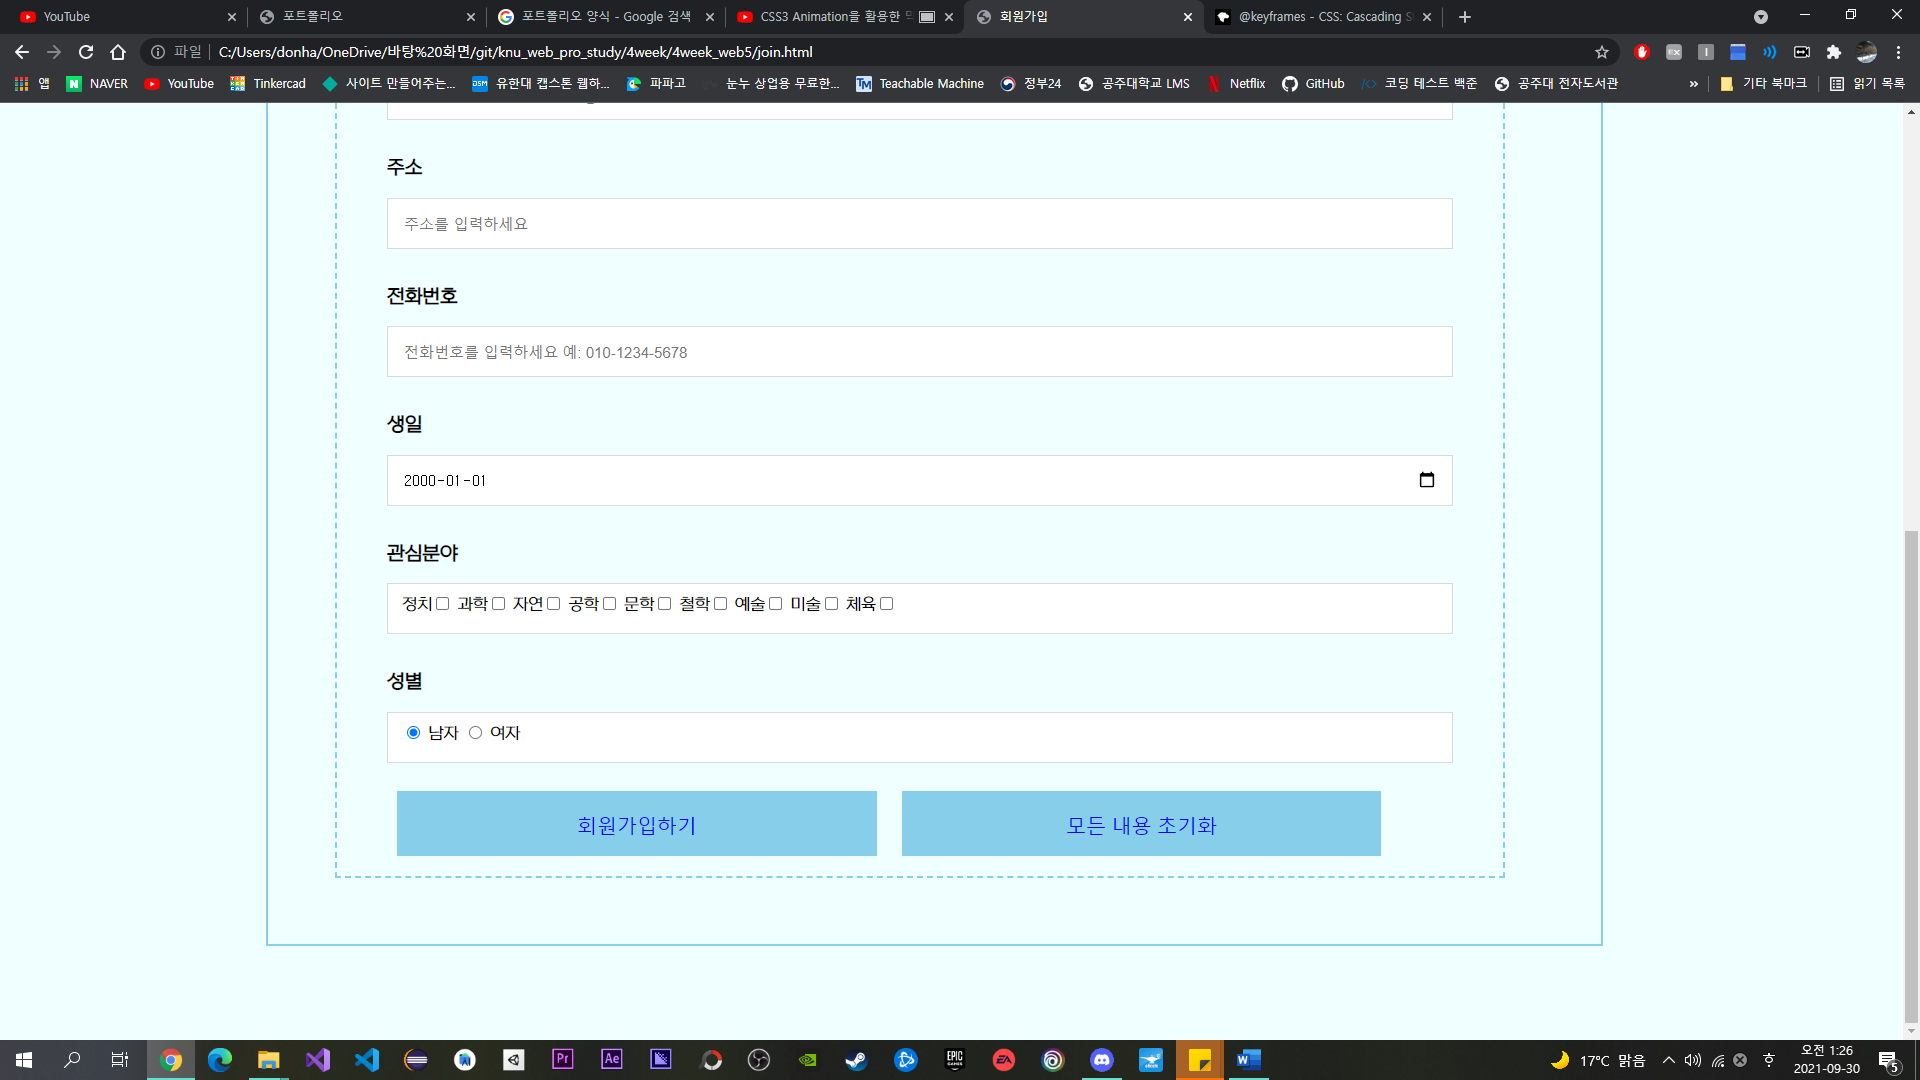 YouTube
포트폴리오
포트폴리오 양식 - Google 검색
CSS3 Animation을 활용한
회원가입
@keyframes - CSS: Cascading S
파일
C:/Users/donha/OneDrive/바탕%20화면/git/knu_web_pro_study/4week/4week_web5/join.html
앱
NAVER
YouTube
Tinkercad
사이트 만들어주는...
유한대 캡스톤 웹하...
파파고
눈누 상업용 무료한...
Teachable Machine
정부24
공주대학교 LMS
Netflix
GitHub
코딩 테스트 백준
공주대 전자도서관
»
기타 북마크
읽기 목록
주소
주소를 입력하세요
전화번호
전화번호를 입력하세요 예: 010-1234-5678
생일
2000-01-01
관심분야
정치 과학 자연 공학 문학 철학 예술 미술 체육
성별
남자 여자
회원가입하기
모든 내용 초기화
17°C 맑음
오전 1:26
2021-09-30
5